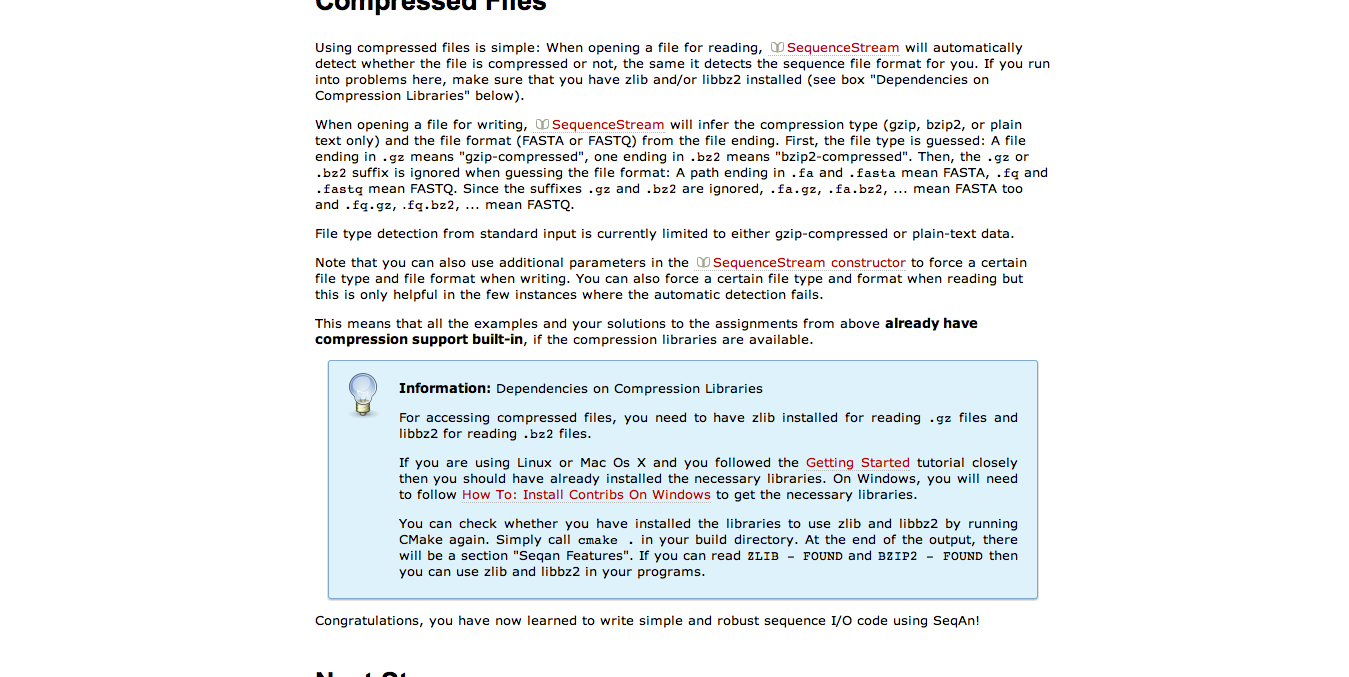 Compressed Files
Using compressed files is simple: When opening a file for reading, SequenceStream will automatically
detect whether the file is compressed or not, the same it detects the sequence file format for you. If you run
into problems here, make sure that you have zlib and/or libbz2 installed (see box "Dependencies on
Compression Libraries" below).
When opening a file for writing, SequenceStream will infer the compression type (gzip, bzip2, or plain
text only) and the file format (FASTA or FASTQ) from the file ending. First, the file type is guessed: A file
ending in .gz means "gzip-compressed", one ending in .bz2 means "bzip2-compressed". Then, the .gz or
.bz2 suffix is ignored when guessing the file format: A path ending in .fa and .fasta mean FASTA, .fq and
.fastq mean FASTQ. Since the suffixes .gz and .bz2 are ignored, .fa.gz, .fa.bz2, ... mean FASTA too
and .fq.gz, .fq.bz2, ... mean FASTQ.
File type detection from standard input is currently limited to either gzip-compressed or plain-text data.
Note that you can also use additional parameters in the SequenceStream constructor to force a certain
file type and file format when writing. You can also force a certain file type and format when reading but
this is only helpful in the few instances where the automatic detection fails.
This means that all the examples and your solutions to the assignments from above already have
compression support built-in, if the compression libraries are available.
Information: Dependencies on Compression Libraries
For accessing compressed files, you need to have zlib installed for reading .gz files and
libbz2 for reading .bz2 files.
If you are using Linux or Mac Os X and you followed the Getting Started tutorial closely
then you should have already installed the necessary libraries. On Windows, you will need
to follow How To: Install Contribs On Windows to get the necessary libraries.
You can check whether you have installed the libraries to use zlib and libbz2 by running
CMake again. Simply call cmake . in your build directory. At the end of the output, there
will be a section "Seqan Features". If you can read ZLIB - FOUND and BZIP2 - FOUND then
you can use zlib and libbz2 in your programs.
Congratulations, you have now learned to write simple and robust sequence I/O code using SeqAn!